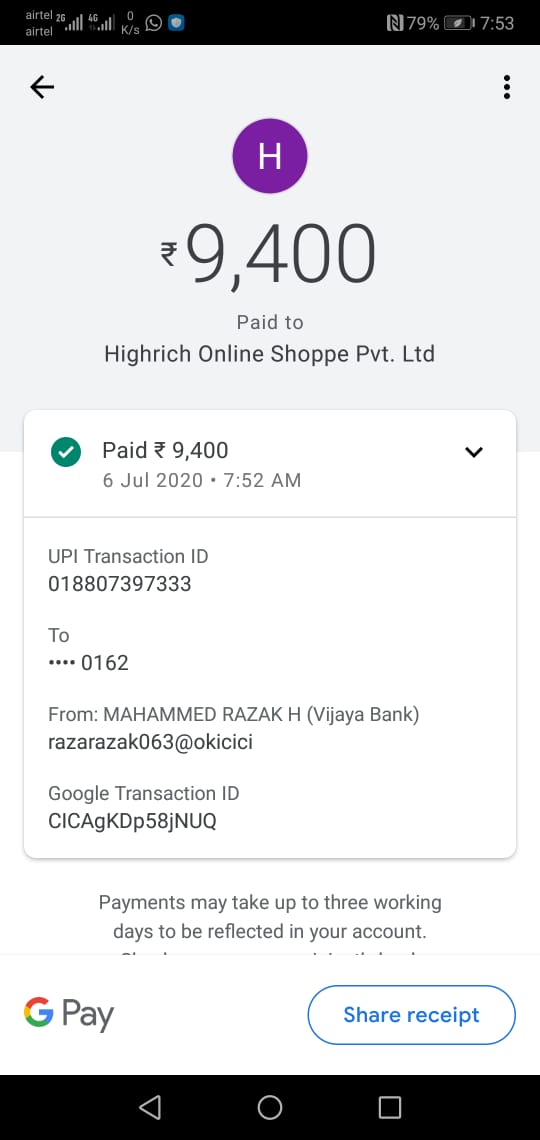 airtel 2G 4G 0 K/s 79% 7:53
airtel
H
₹9,400
Paid to
Highrich Online Shoppe Pvt. Ltd
Paid ₹ 9,400
6 Jul 2020 • 7:52 AM
UPI Transaction ID
018807397333
To
•••• 0162
From: MAHAMMED RAZAK H (Vijaya Bank)
razarazak063@okicici
Google Transaction ID
CICAgKDp58jNUQ
Payments may take up to three working
days to be reflected in your account.
G Pay
Share receipt